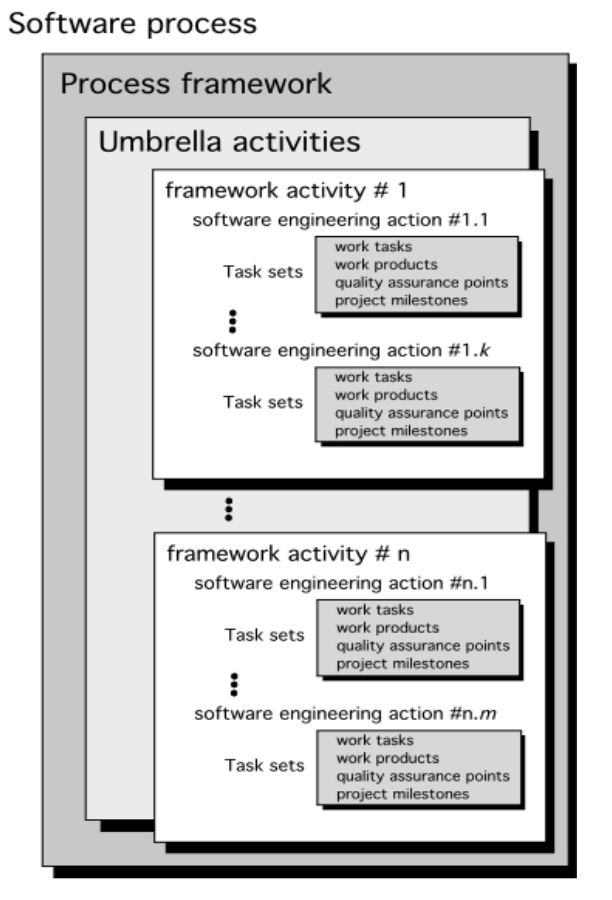 Software process
Process framework
Umbrella activities
framework activity # 1
software engineering action #1.1
Task sets
work tasks
work products
quality assurance points
project milestones
software engineering action #1.k
Task sets
work tasks
work products
quality assurance points
project milestones
framework activity # n
software engineering action #n.1
Task sets
work tasks
work products
quality assurance points
project milestones
software engineering action #n.m
Task sets
work tasks
work products
quality assurance points
project milestones